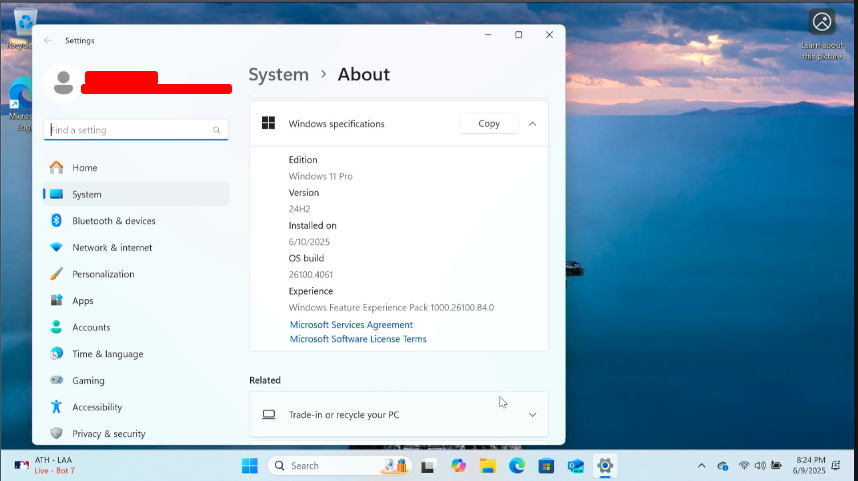 Settings
System > About
Find a setting
Home
System
Bluetooth & devices
Network & internet
Personalization
Apps
Accounts
Time & language
Gaming
Accessibility
Privacy & security
Windows specifications
Copy
Edition
Windows 11 Pro
Version
24H2
Installed on
6/10/2025
OS build
26100.4061
Experience
Windows Feature Experience Pack 1000.26100.84.0
Microsoft Services Agreement
Microsoft Software License Terms
Related
Trade-in or recycle your PC
Learn about
this picture
ATH - LAA
Live - Bot 7
Search
8:24 PM
6/9/2025